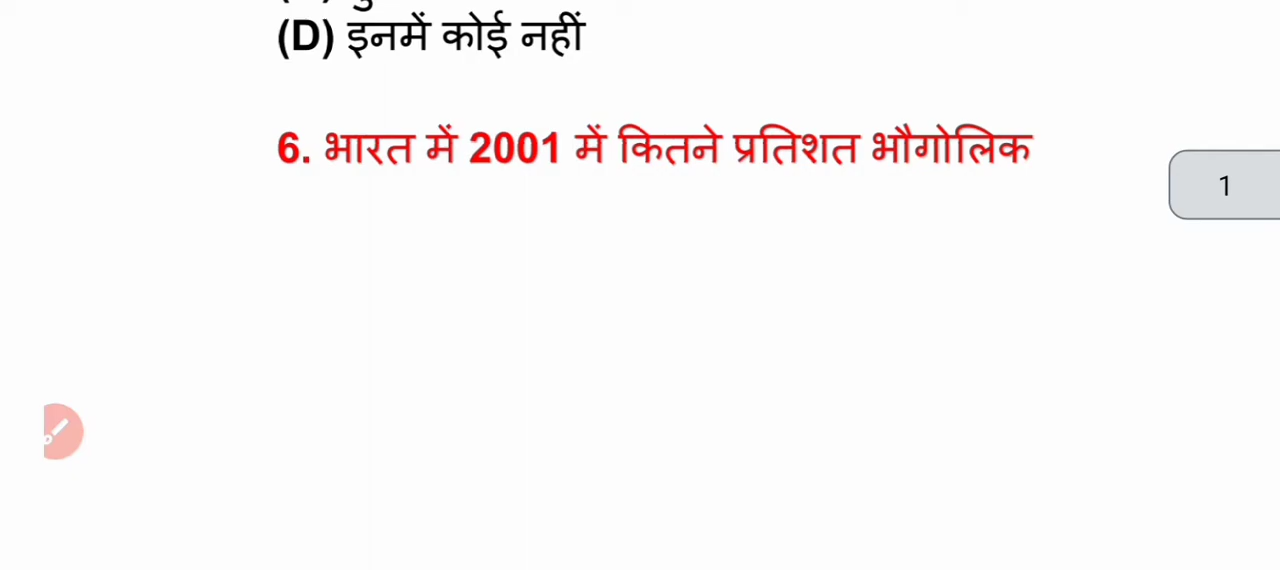 (D) इनमें कोई नहीं
6. भारत में 2001 में कितने प्रतिशत भौगोलिक
1